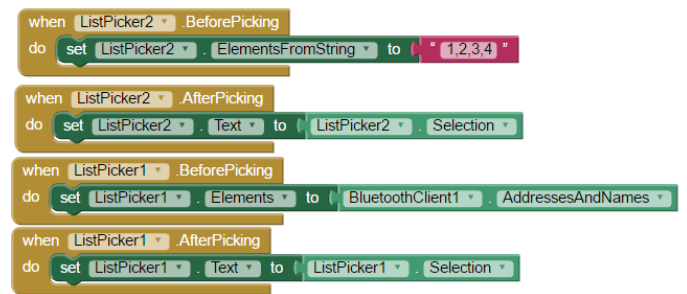 when ListPicker2 .BeforePicking
do set ListPicker2 . ElementsFromString to " 1,2,3,4 "
when ListPicker2 .AfterPicking
do set ListPicker2 . Text to ListPicker2 . Selection
when ListPicker1 .BeforePicking
do set ListPicker1 . Elements to BluetoothClient1 . AddressesAndNames
when ListPicker1 .AfterPicking
do set ListPicker1 . Text to ListPicker1 . Selection